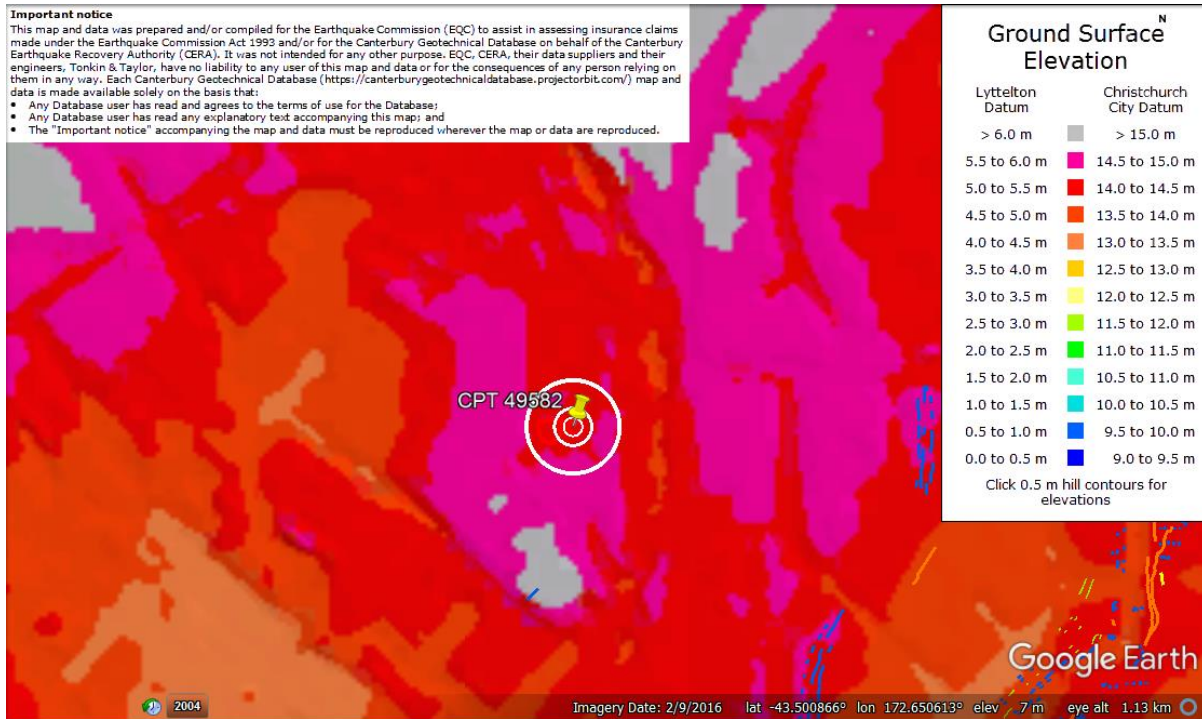 Important notice
This map and data was prepared and/or compiled for the Earthquake Commission (EQC) to assist in assessing insurance claims
made under the Earthquake Commission Act 1993 and/or for the Canterbury Geotechnical Database on behalf of the Canterbury
Earthquake Recovery Authority (CERA). It was not intended for any other purpose. EQC, CERA, their data suppliers and their
engineers, Tonkin & Taylor, have no liability to any user of this map and data or for the consequences of any person relying on
them in any way. Each Canterbury Geotechnical Database (https://canterburygeotechnicaldatabase.projectorbit.com/) map and
data is made available solely on the basis that:
• Any Database user has read and agrees to the terms of use for the Database;
• Any Database user has read any explanatory text accompanying this map; and
• The "Important notice" accompanying the map and data must be reproduced wherever the map or data are reproduced.
N
Ground Surface
Elevation
Lyttelton Datum Christchurch City Datum
> 6.0 m > 15.0 m
5.5 to 6.0 m 14.5 to 15.0 m
5.0 to 5.5 m 14.0 to 14.5 m
4.5 to 5.0 m 13.5 to 14.0 m
4.0 to 4.5 m 13.0 to 13.5 m
3.5 to 4.0 m 12.5 to 13.0 m
3.0 to 3.5 m 12.0 to 12.5 m
2.5 to 3.0 m 11.5 to 12.0 m
2.0 to 2.5 m 11.0 to 11.5 m
1.5 to 2.0 m 10.5 to 11.0 m
1.0 to 1.5 m 10.0 to 10.5 m
0.5 to 1.0 m 9.5 to 10.0 m
0.0 to 0.5 m 9.0 to 9.5 m
Click 0.5 m hill contours for
elevations
CPT 49582
Google Earth
2004
Imagery Date: 2/9/2016 lat -43.500866° lon 172.650613° elev 7 m eye alt 1.13 km